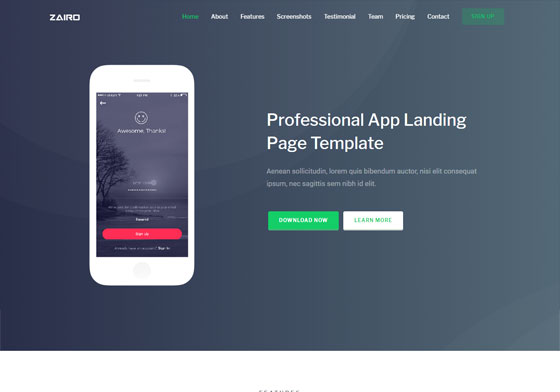 ZAIRO
Home About Features Screenshots Testimonial Team Pricing Contact SIGN UP
Awesome, Thanks!
Sign Up
Sign In
Professional App Landing
Page Template
Aenean sollicitudin, lorem quis bibendum auctor, nisi elit consequat
ipsum, nec sagittis sem nibh id elit.
DOWNLOAD NOW LEARN MORE
FEATURES